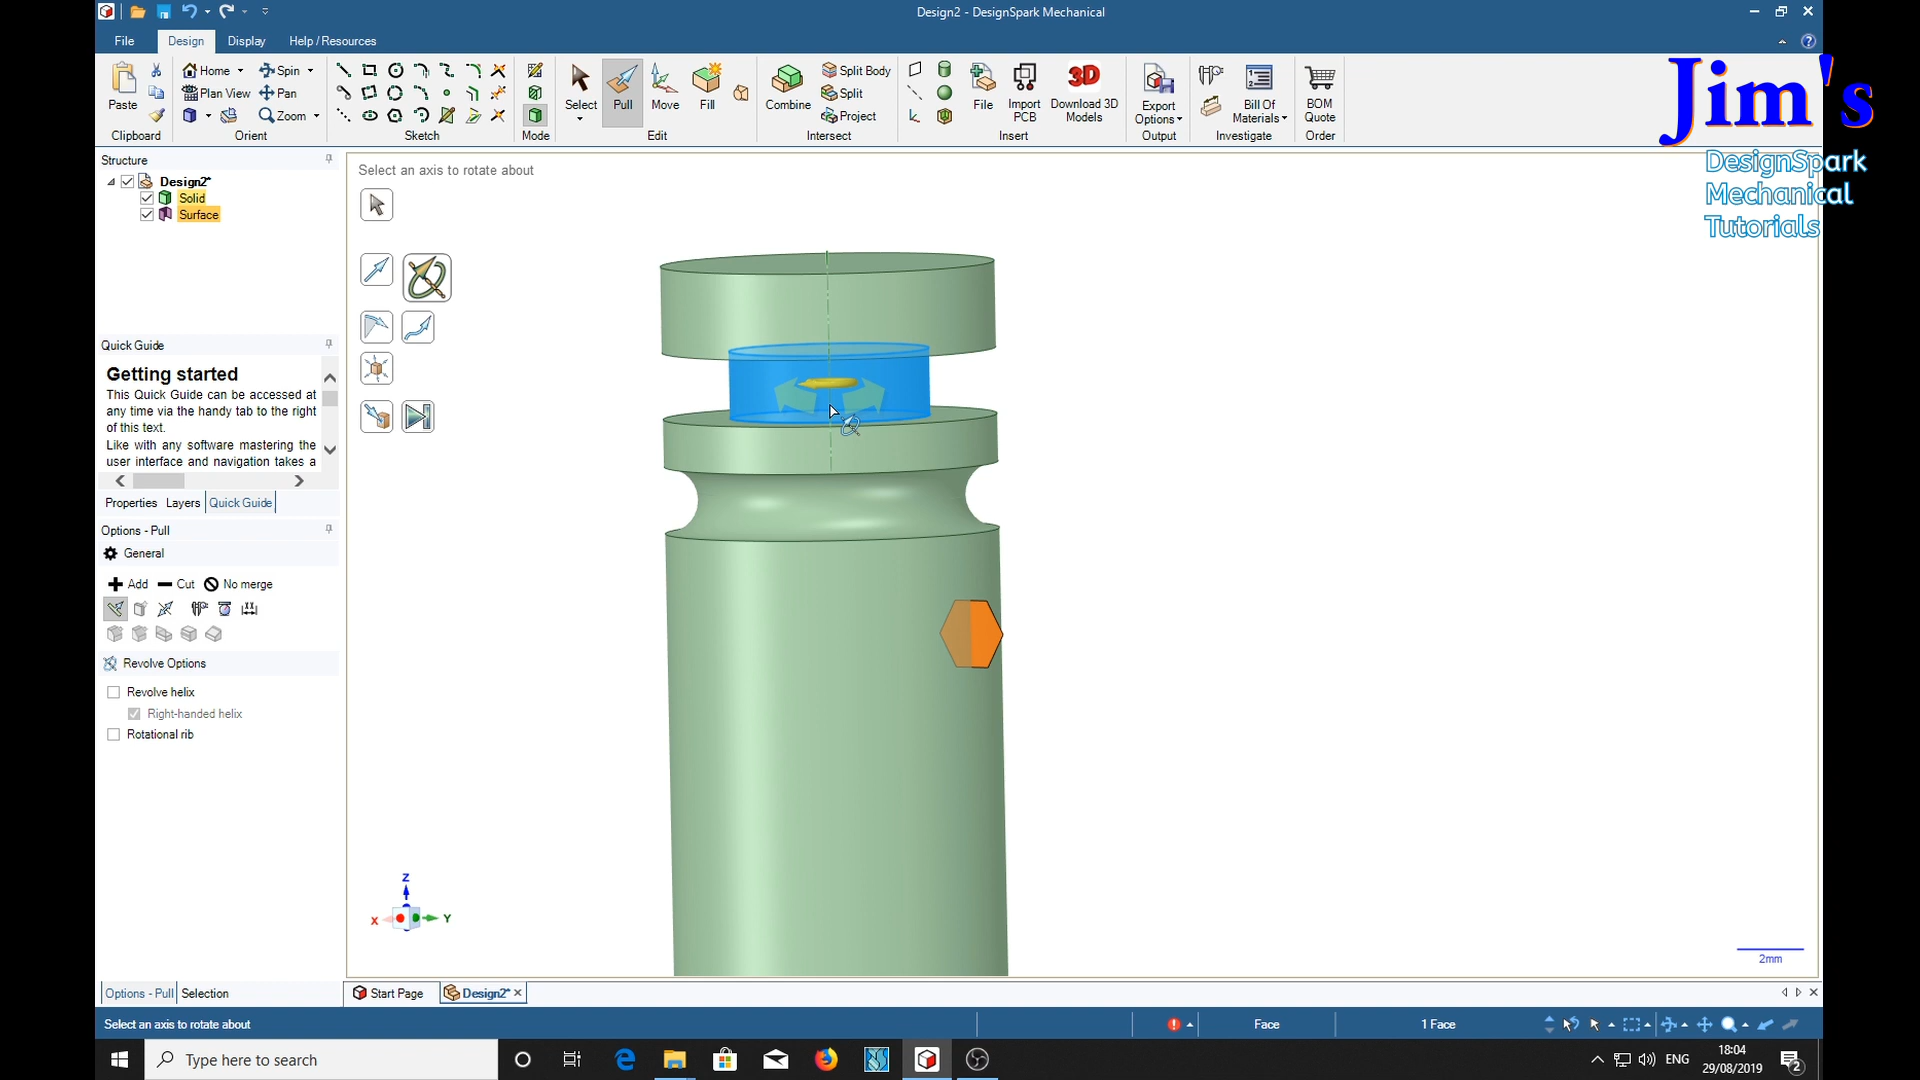 Design2 - DesignSpark Mechanical
File
Design
Display
Help / Resources
Paste
Clipboard
Home
Plan View
Spin
Pan
Zoom
Orient
Sketch
Mode
Select
Pull
Move
Fill
Edit
Combine
Split Body
Split
Project
Intersect
File
Import
PCB
3D
Download 3D
Models
Insert
Export
Options
Output
Bill Of
Materials
Investigate
BOM
Quote
Order
Jim's
DesignSpark
Mechanical
Tutorials
Structure
Design2*
Solid
Surface
Select an axis to rotate about
Quick Guide
Getting started
This Quick Guide can be accessed at
any time via the handy tab to the right
of this text.
Like with any software mastering the
user interface and navigation takes a
Properties
Layers
Quick Guide
Options - Pull
General
Add
Cut
No merge
Revolve Options
Revolve helix
Right-handed helix
Rotational rib
Z
X
Y
2mm
Options - Pull
Selection
Start Page
Design2*
Select an axis to rotate about
Face
1 Face
Type here to search
ENG
18:04
29/08/2019
2